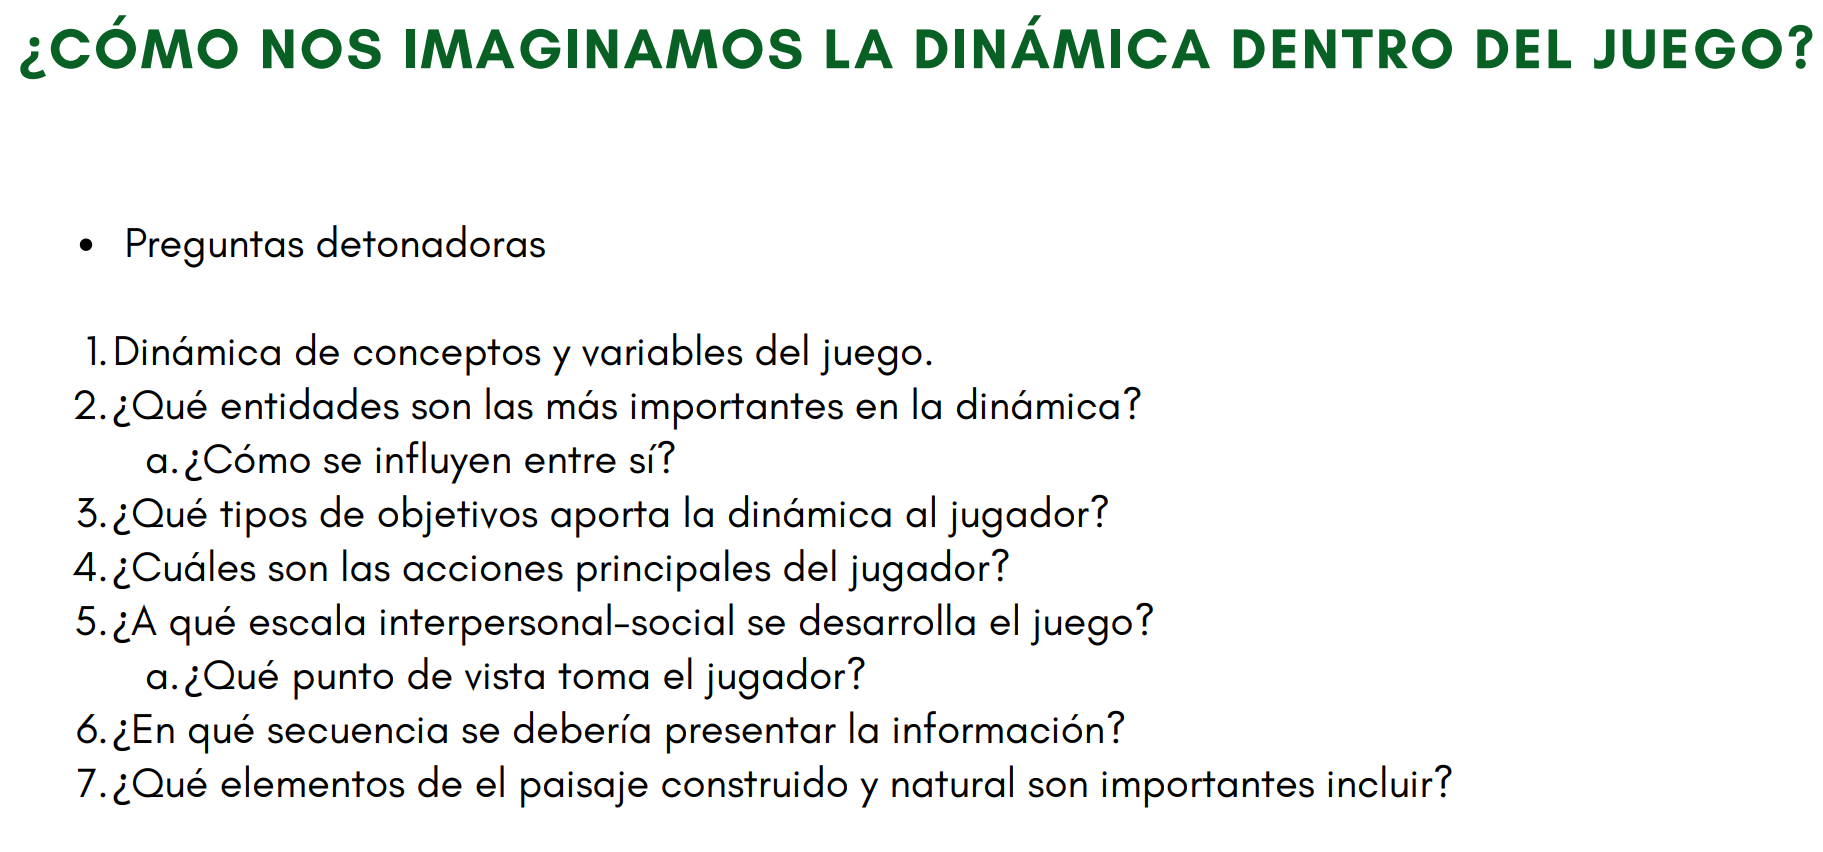 ¿CÓMO NOS IMAGINAMOS LA DINÁMICA DENTRO DEL JUEGO?
• Preguntas detonadoras
1. Dinámica de conceptos y variables del juego.
2. ¿Qué entidades son las más importantes en la dinámica?
a. ¿Cómo se influyen entre sí?
3. ¿Qué tipos de objetivos aporta la dinámica al jugador?
4. ¿Cuáles son las acciones principales del jugador?
5. ¿A qué escala interpersonal-social se desarrolla el juego?
a. ¿Qué punto de vista toma el jugador?
6. ¿En qué secuencia se debería presentar la información?
7. ¿Qué elementos de el paisaje construido y natural son importantes incluir?